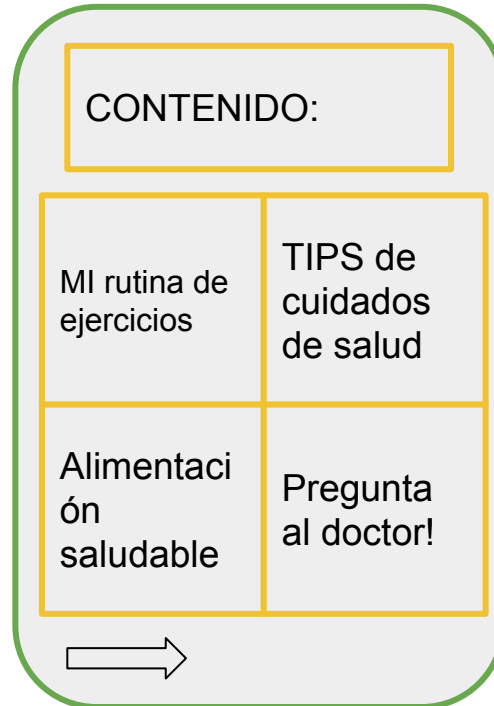 CONTENIDO:
MI rutina de
ejercicios
TIPS de
cuidados
de salud
Alimentaci
ón
saludable
Pregunta
al doctor!